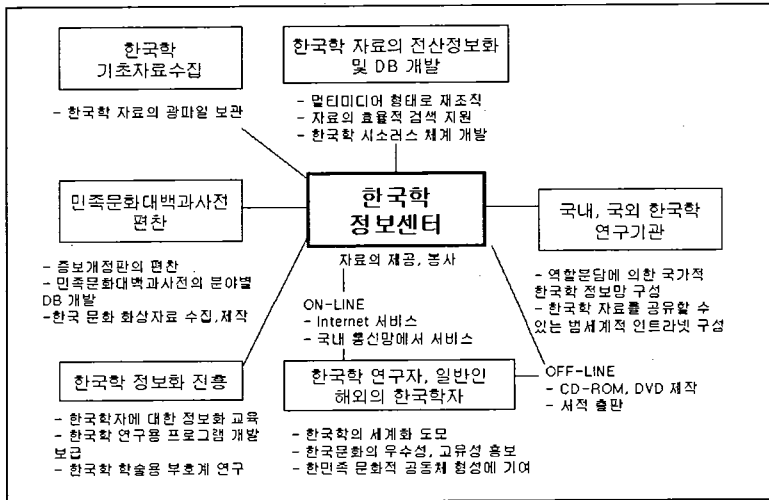 한국학
기초자료수집
- 한국학 자료의 광파일 보관
한국학 자료의 전산정보화
및 DB 개발
- 멀티미디어 형태로 재조직
- 자료의 효율적 검색 지원
- 한국학 시소러스 체계 개발
민족문화대백과사전
편찬
- 증보개정판의 편찬
- 민족문화대백과사전의 분야별
DB 개발
-한국 문화 화상자료 수집,제작
한국학
정보센터
자료의 제공, 봉사
국내, 국외 한국학
연구기관
- 역할분담에 의한 국가적
한국학 정보망 구성
- 한국학 자료를 공유할 수
있는 범세계적 인트라넷 구성
ON-LINE
- Internet 서비스
- 국내 통신망에서 서비스
한국학 정보화 진흥
- 한국학자에 대한 정보화 교육
- 한국학 연구용 프로그램 개발
보급
- 한국학 학술용 부호계 연구
한국학 연구자, 일반인
해외의 한국학자
- 한국학의 세계화 도모
- 한국문화의 우수성, 고유성 홍보
- 한민족 문화적 공동체 형성에 기여
OFF-LINE
- CD-ROM, DVD 제작
- 서적 출판